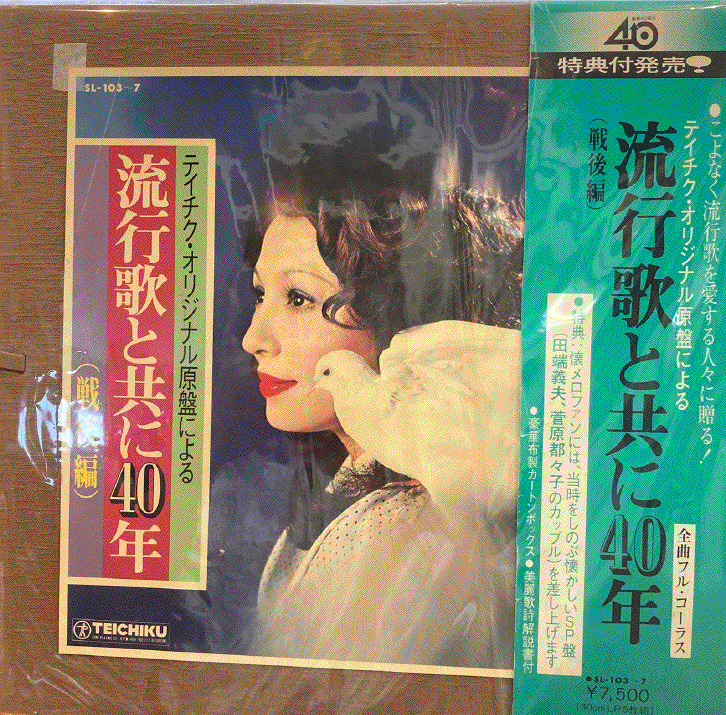 SL-103~7
テイチク・オリジナル原盤による
流行歌と共に40年
(戦後編)
TEICHIKU
40
特典付発売
●こよなく流行歌を愛する人々に贈る!
テイチク・オリジナル原盤による
流行歌と共に40年
(戦後編)
全曲フル・コーラス
●特典・懐メロファンには、当時をしのぶ懐かしいSP盤
(田端義夫、菅原都々子のカップル)を差し上げます
●豪華布製カートンボックス●美麗歌詩解説書付
●SL-103~7
¥7,500
(30cm LP5枚組)